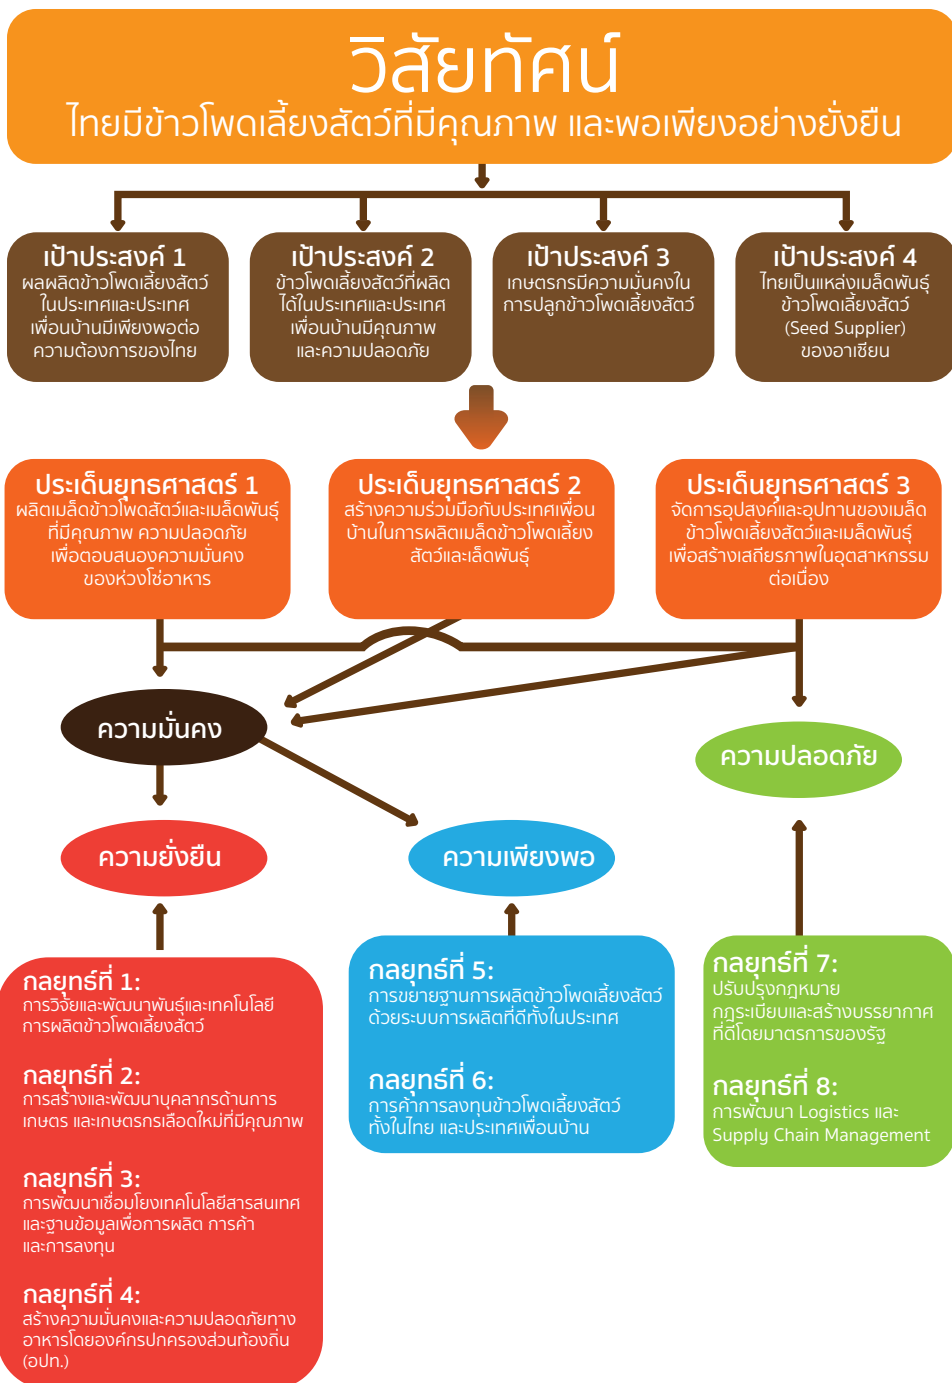 วิสัยทัศน์
ไทยมีข้าวโพดเลี้ยงสัตว์ที่มีคุณภาพ และพอเพียงอย่างยั่งยืน
เป้าประสงค์ 1
ผลผลิตข้าวโพดเลี้ยงสัตว์
ในประเทศและประเทศ
เพื่อนบ้านมีเพียงพอต่อ
ความต้องการของไทย
เป้าประสงค์ 2
ข้าวโพดเลี้ยงสัตว์ที่ผลิต
ได้ในประเทศและประเทศ
เพื่อนบ้านมีคุณภาพ
และความปลอดภัย
เป้าประสงค์ 3
เกษตรกรมีความมั่นคงใน
การปลูกข้าวโพดเลี้ยงสัตว์
เป้าประสงค์ 4
ไทยเป็นแหล่งเมล็ดพันธุ์
ข้าวโพดเลี้ยงสัตว์
(Seed Supplier)
ของอาเซียน
ประเด็นยุทธศาสตร์ 1
ผลิตเมล็ดข้าวโพดสัตว์และเมล็ดพันธุ์
ที่มีคุณภาพ ความปลอดภัย
เพื่อตอบสนองความมั่นคง
ของห่วงโซ่อาหาร
ประเด็นยุทธศาสตร์ 2
สร้างความร่วมมือกับประเทศเพื่อน
บ้านในการผลิตเมล็ดข้าวโพดเลี้ยง
สัตว์และเล็ดพันธุ์
ประเด็นยุทธศาสตร์ 3
จัดการอุปสงค์และอุปทานของเมล็ด
ข้าวโพดเลี้ยงสัตว์และเมล็ดพันธุ์
เพื่อสร้างเสถียรภาพในอุตสาหกรรม
ต่อเนื่อง
ความมั่นคง
ความปลอดภัย
ความยั่งยืน
ความเพียงพอ
กลยุทธ์ที่ 1:
การวิจัยและพัฒนาพันธุ์และเทคโนโลยี
การผลิตข้าวโพดเลี้ยงสัตว์
กลยุทธ์ที่ 2:
การสร้างและพัฒนาบุคลากรด้านการ
เกษตร และเกษตรกรเลือดใหม่ที่มีคุณภาพ
กลยุทธ์ที่ 3:
การพัฒนาเชื่อมโยงเทคโนโลยีสารสนเทศ
และฐานข้อมูลเพื่อการผลิต การค้า
และการลงทุน
กลยุทธ์ที่ 4:
สร้างความมั่นคงและความปลอดภัยทาง
อาหารโดยองค์กรปกครองส่วนท้องถิ่น
(อปท.)
กลยุทธ์ที่ 5:
การขยายฐานการผลิตข้าวโพดเลี้ยงสัตว์
ด้วยระบบการผลิตที่ดีทั้งในประเทศ
กลยุทธ์ที่ 6:
การค้าการลงทุนข้าวโพดเลี้ยงสัตว์
ทั้งในไทย และประเทศเพื่อนบ้าน
กลยุทธ์ที่ 7:
ปรับปรุงกฎหมาย
กฎระเบียบและสร้างบรรยากาศ
ที่ดีโดยมาตรการของรัฐ
กลยุทธ์ที่ 8:
การพัฒนา Logistics และ
Supply Chain Management